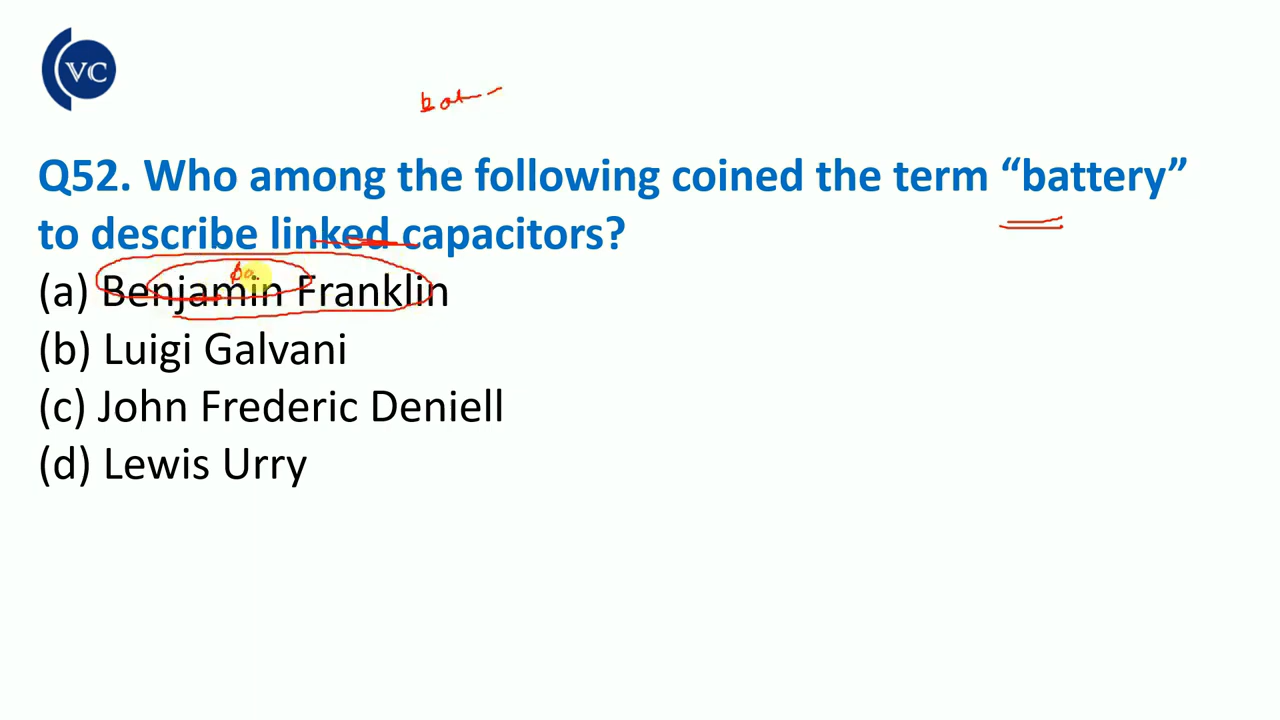 VC
bat
Q52. Who among the following coined the term “battery”
to describe linked capacitors?
(a) Benjamin Franklin
(b) Luigi Galvani
(c) John Frederic Deniell
(d) Lewis Urry